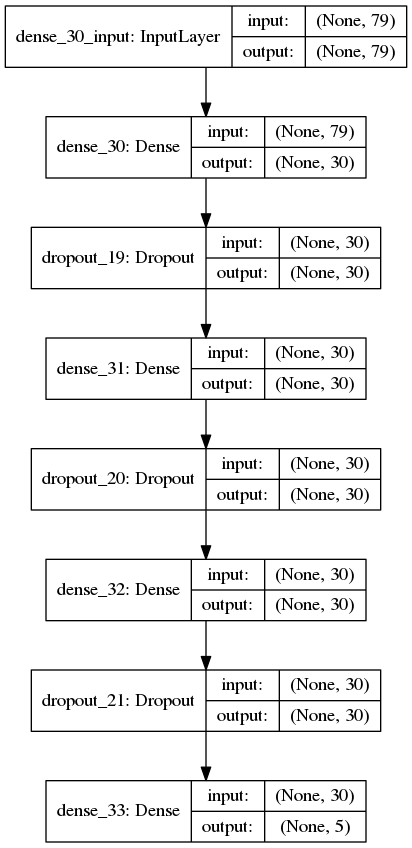 dense_30_input: InputLayer
input: (None, 79)
output: (None, 79)
dense_30: Dense
input: (None, 79)
output: (None, 30)
dropout_19: Dropout
input: (None, 30)
output: (None, 30)
dense_31: Dense
input: (None, 30)
output: (None, 30)
dropout_20: Dropout
input: (None, 30)
output: (None, 30)
dense_32: Dense
input: (None, 30)
output: (None, 30)
dropout_21: Dropout
input: (None, 30)
output: (None, 30)
dense_33: Dense
input: (None, 30)
output: (None, 5)